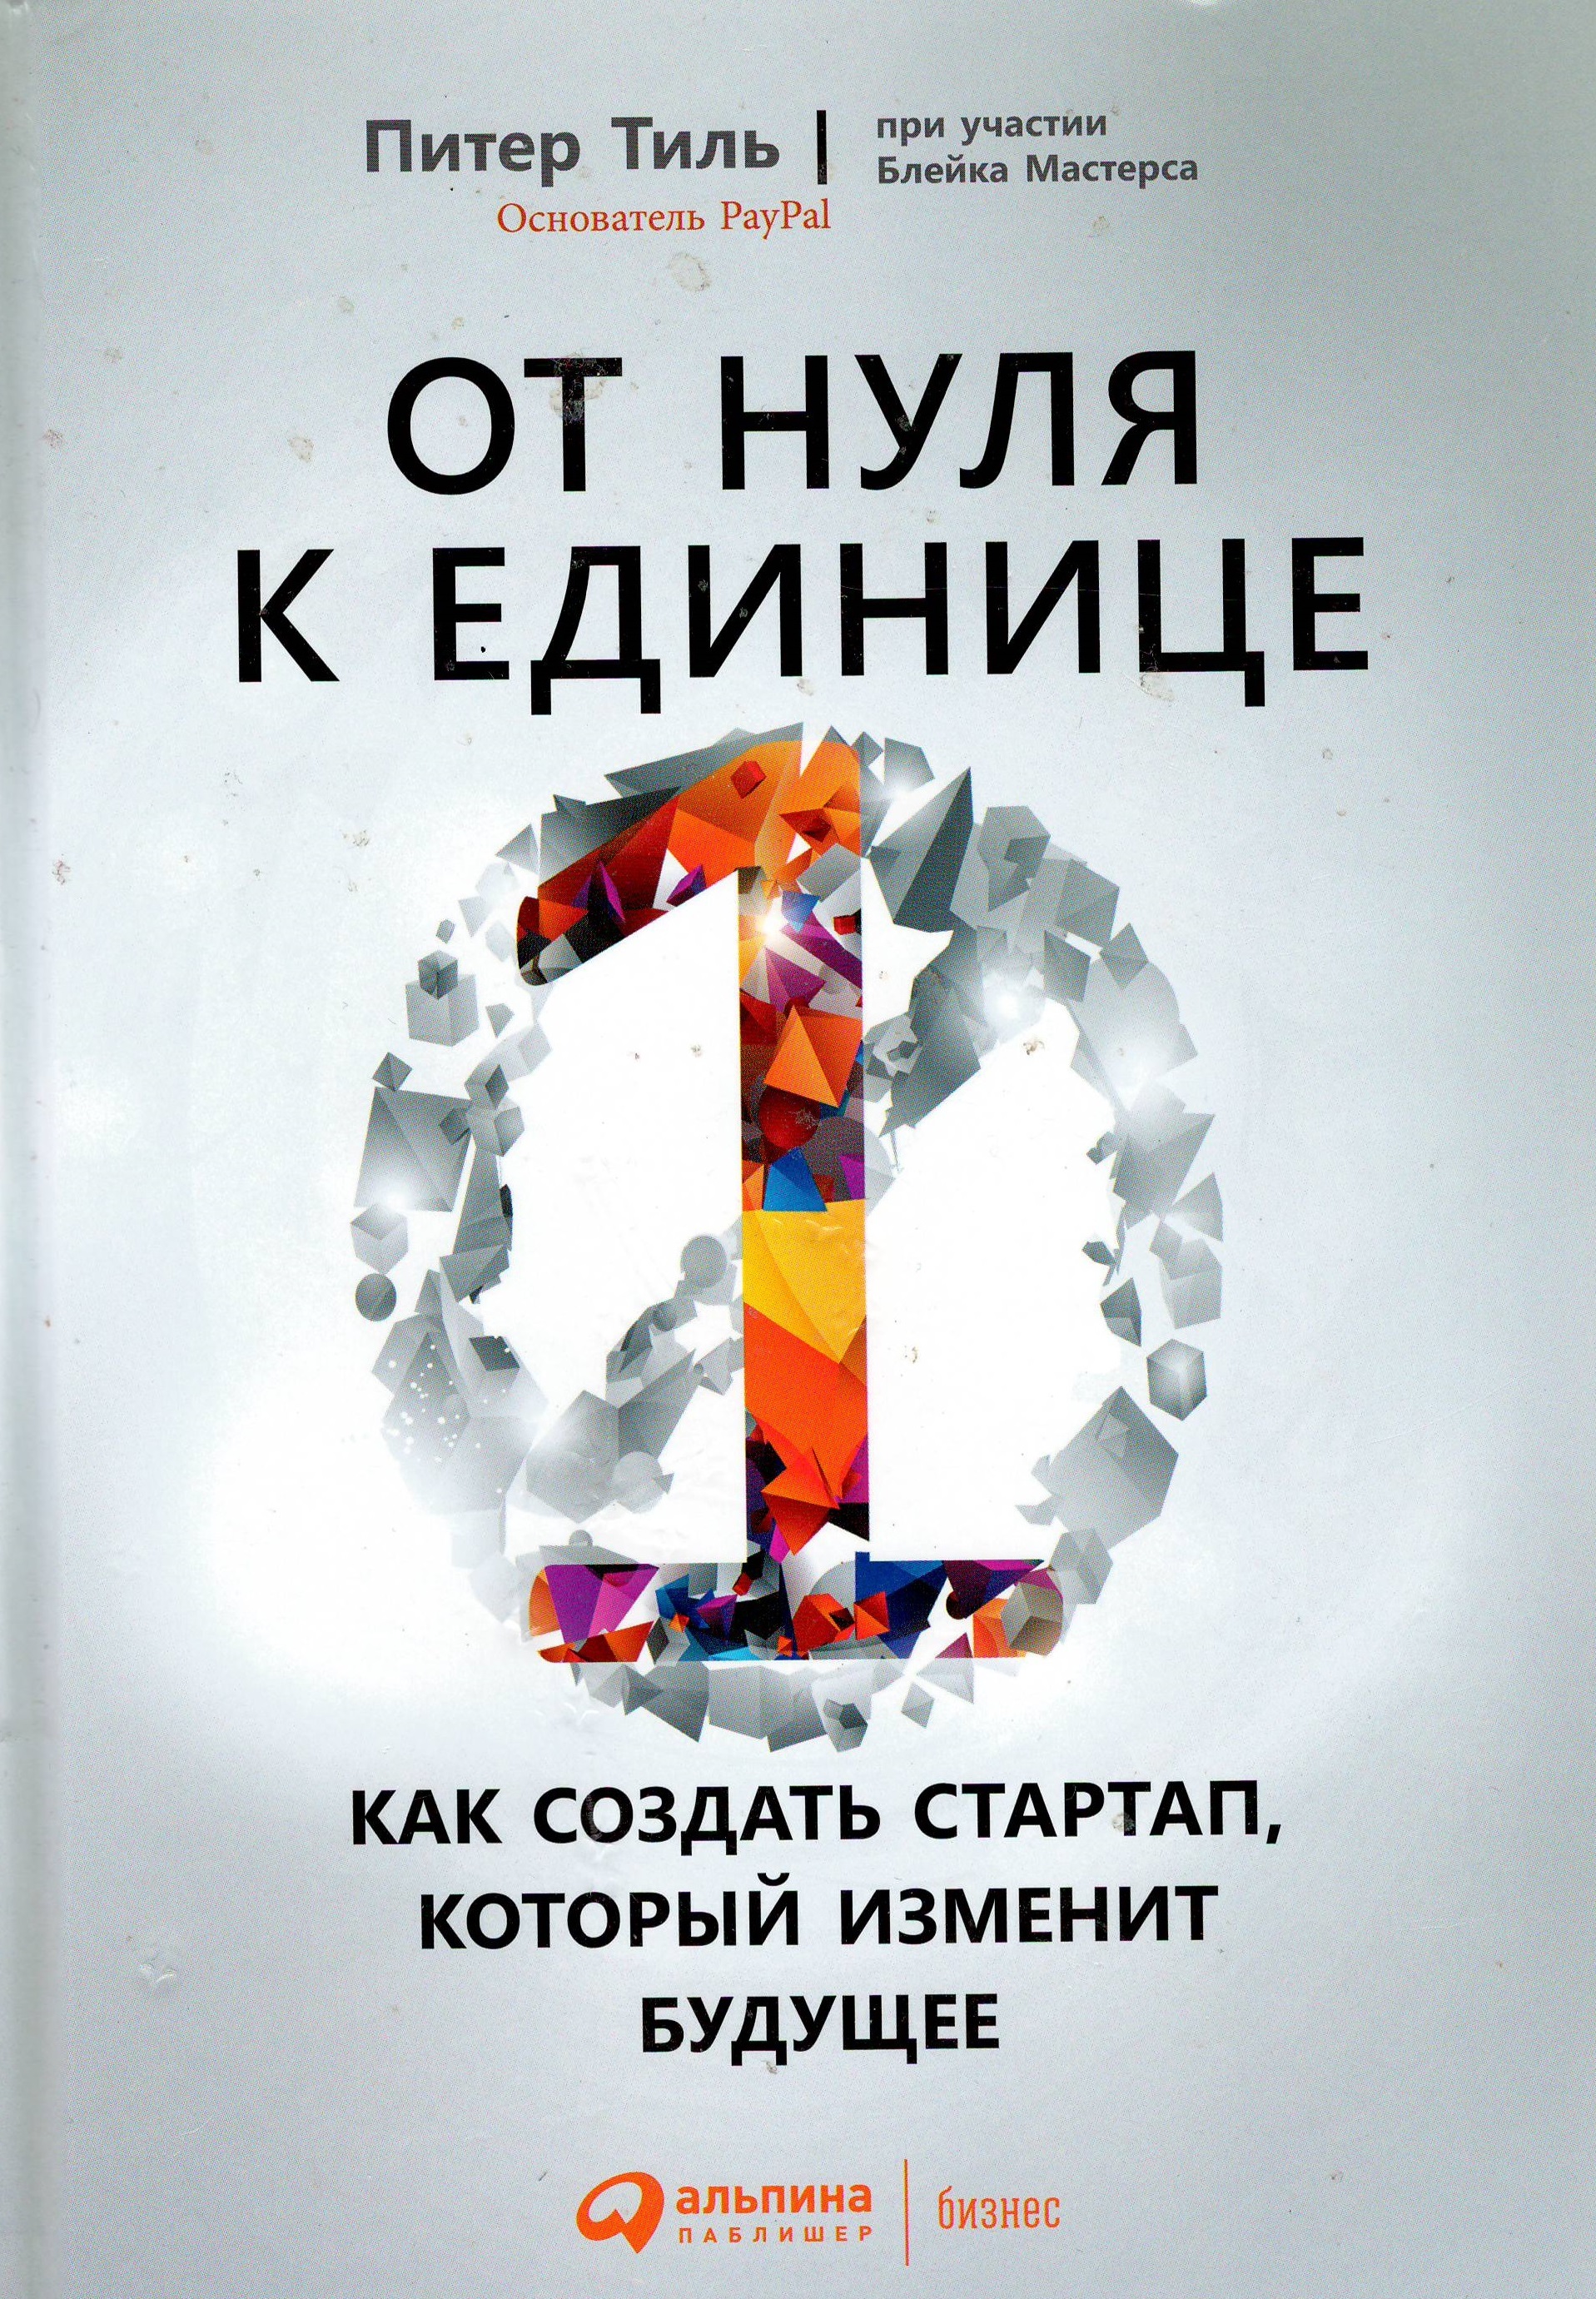 Питер Тиль
Основатель PayPal
при участии
Блейка Мастерса
ОТ НУЛЯ
К ЕДИНИЦЕ
КАК СОЗДАТЬ СТАРТАП,
КОТОРЫЙ ИЗМЕНИТ
БУДУЩЕЕ
альпина
ПАБЛИШЕР
бизнес